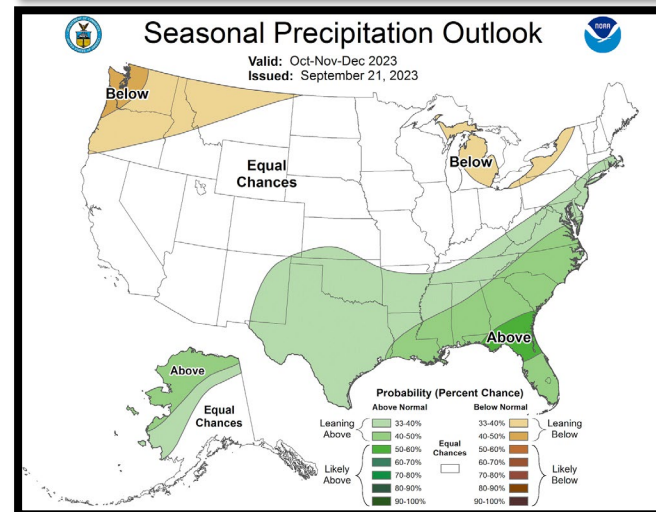 Seasonal Precipitation Outlook
NOAA
Valid: Oct-Nov-Dec 2023
Issued: September 21, 2023
Below
Equal
Chances
Below
Above
Above
Equal
Chances
Probability (Percent Chance)
Above Normal
Below Normal
Leaning
Above
33-40%
40-50%
Likely
Above
50-60%
60-70%
70-80%
80-90%
90-100%
Equal
Chances
33-40%
40-50%
Leaning
Below
50-60%
60-70%
70-80%
80-90%
90-100%
Likely
Below